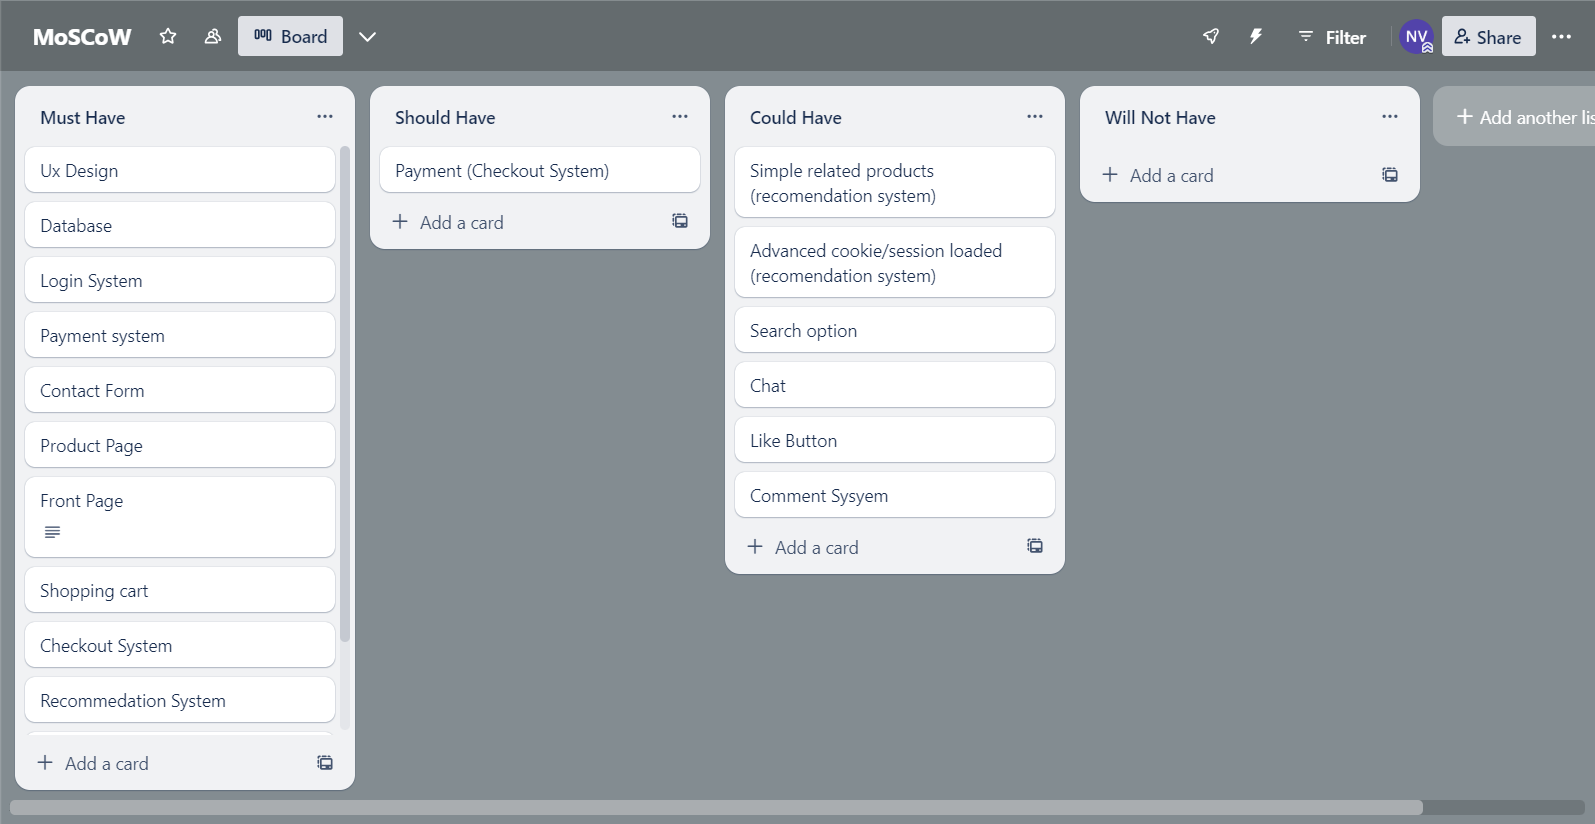 MoSCoW
Board
Filter
NV
Share
Must Have
Ux Design
Database
Login System
Payment system
Contact Form
Product Page
Front Page
Shopping cart
Checkout System
Recommedation System
+ Add a card
Should Have
Payment (Checkout System)
+ Add a card
Could Have
Simple related products
(recomendation system)
Advanced cookie/session loaded
(recomendation system)
Search option
Chat
Like Button
Comment Sysyem
+ Add a card
Will Not Have
+ Add a card
+ Add another lis